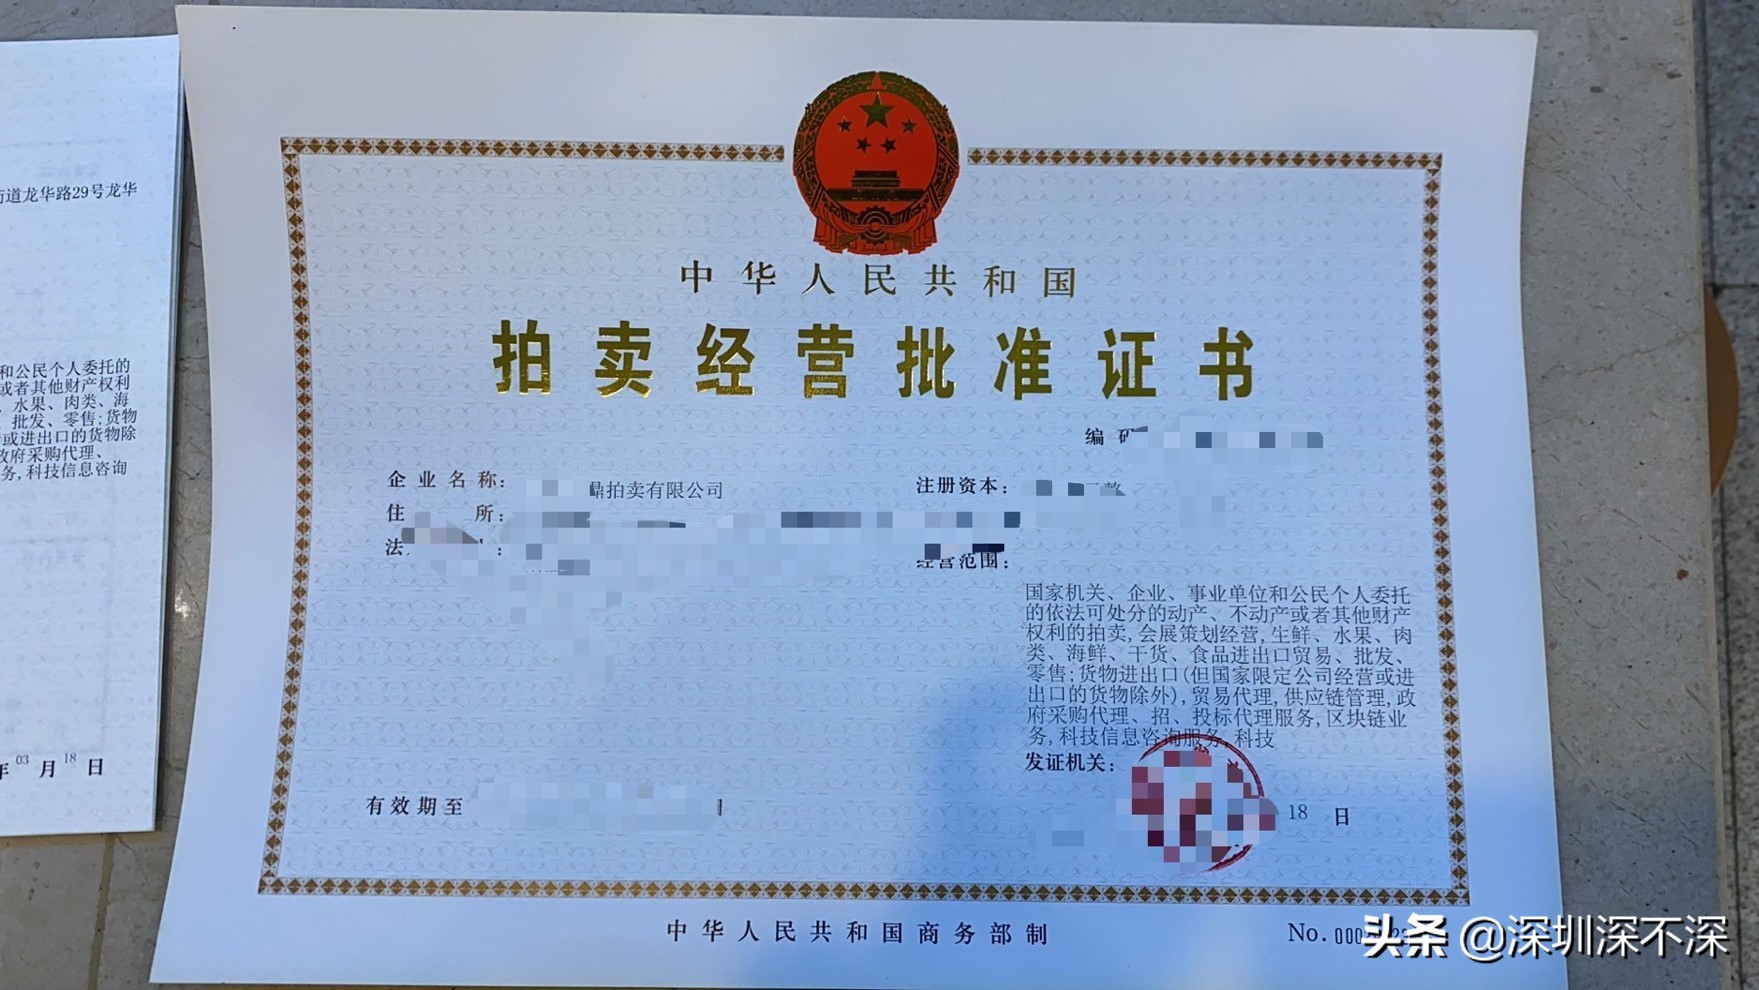 街道龙华路29号龙华
和公民个人委托的
或者其他财产权利
、水果、肉类、海
、批发、零售;货物
或进出口的货物除
政府采购代理、
务,科技信息咨询
年 03 月 18 日
中华人民共和国
拍卖经营批准证书
编 码
企业名称: 鼎拍卖有限公司
注册资本:
住 所:
法 :
经营范围:
国家机关、企业、事业单位和公民个人委托
的依法可处分的动产、不动产或者其他财产
权利的拍卖,会展策划经营,生鲜、水果、肉
类、海鲜、干货、食品进出口贸易、批发、
零售;货物进出口(但国家限定公司经营或进
出口的货物除外),贸易代理,供应链管理,政
府采购代理、招、投标代理服务,区块链业
务,科技信息咨询服务,科技
发证机关:
有效期至
18 日
中华人民共和国商务部制
No.000
头条 @深圳深不深